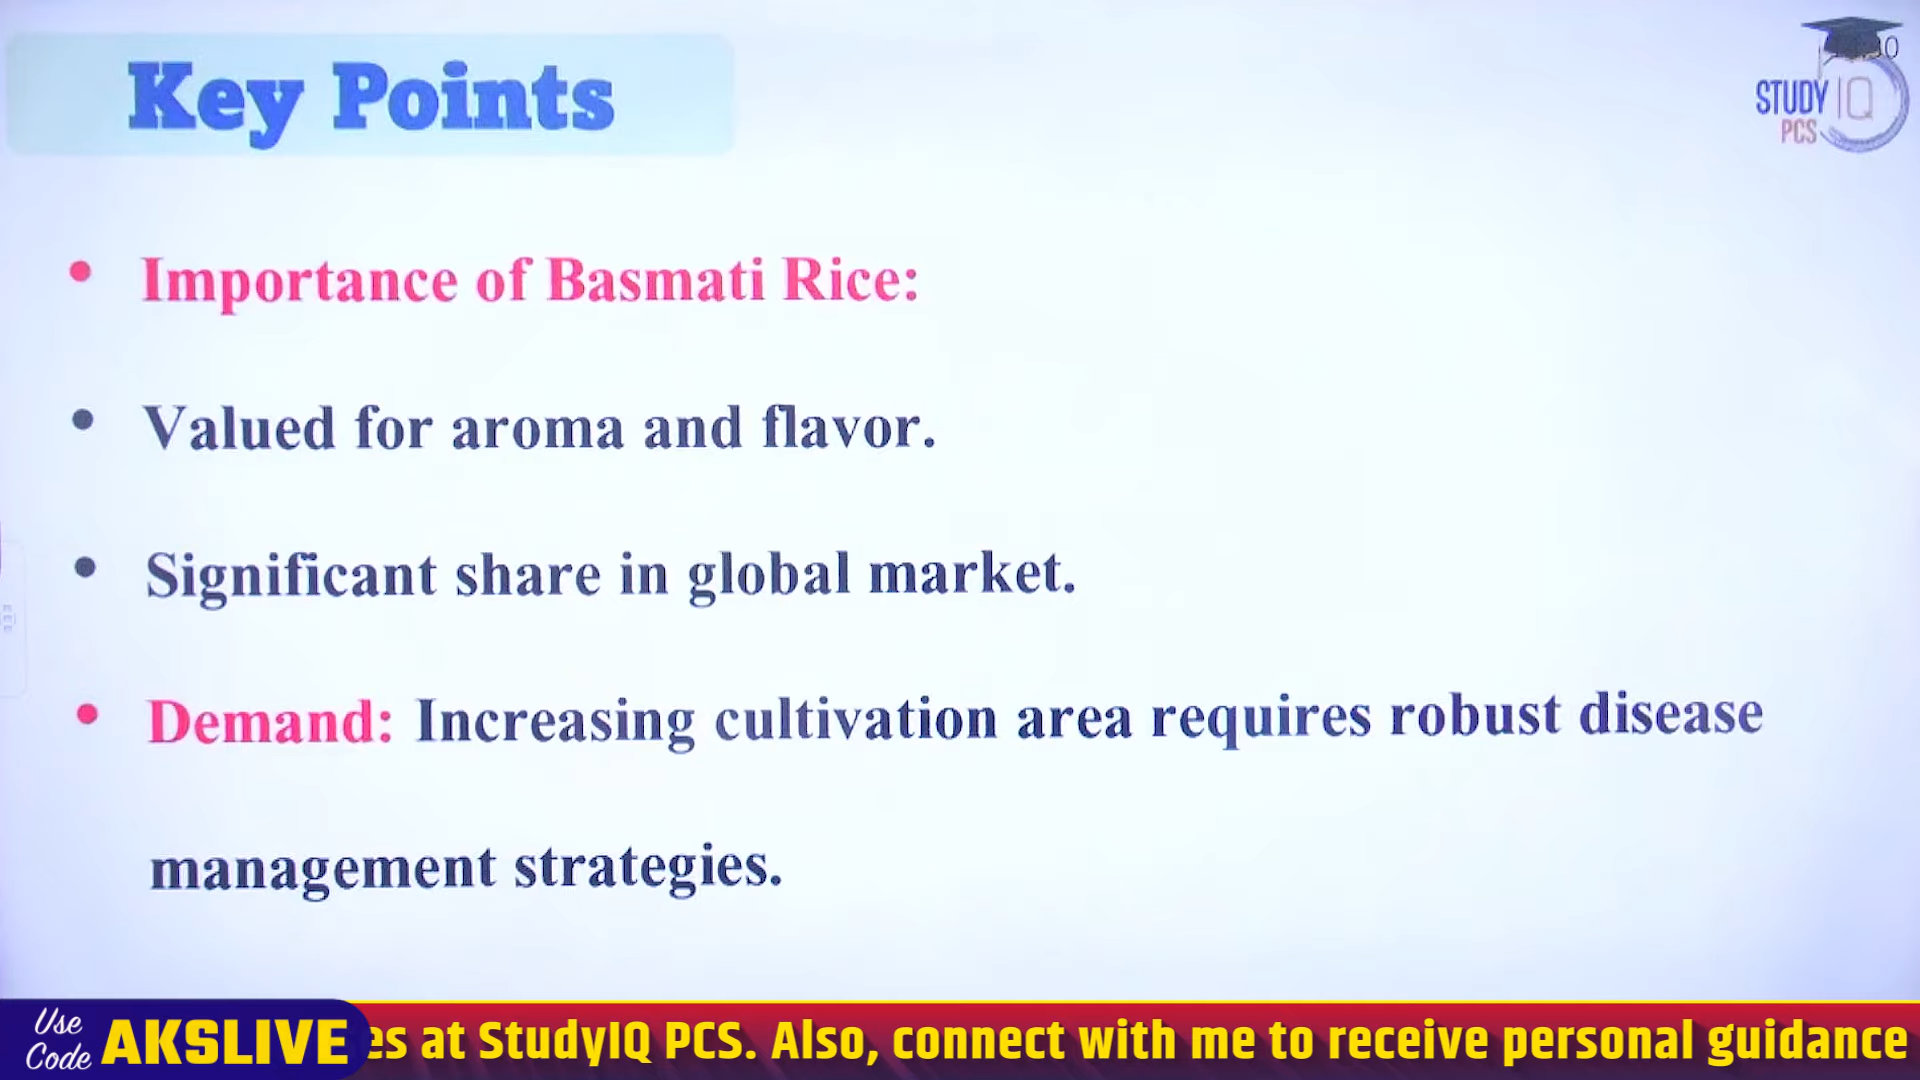 Key Points
STUDY IQ
PCS
Importance of Basmati Rice:
Valued for aroma and flavor.
Significant share in global market.
Demand: Increasing cultivation area requires robust disease
management strategies.
Use
Code AKSLIVE
es at StudyIQ PCS. Also, connect with me to receive personal guidance